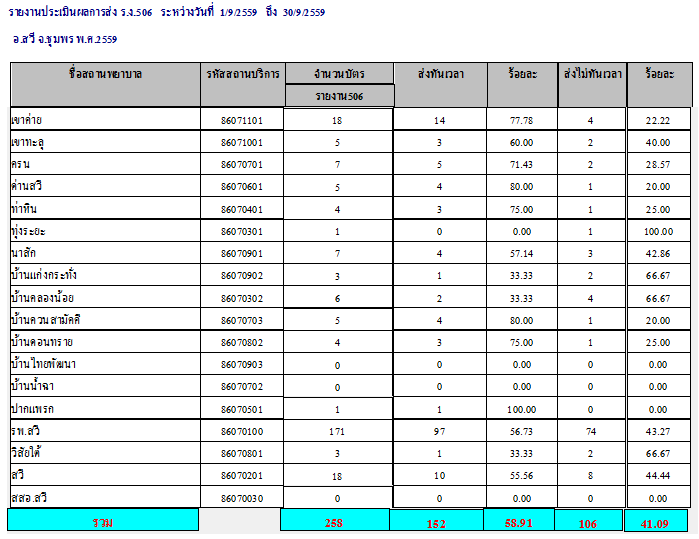 รายงานประเมินผลการส่ง ร.ง.506 ระหว่างวันที่ 1/9/2559 ถึง 30/9/2559
อ.สวี จ.ชุมพร พ.ศ.2559
ชื่อสถานพยาบาล รหัสสถานบริการ จำนวนบัตร ส่งทันเวลา ร้อยละ ส่งไม่ทันเวลา ร้อยละ
รายงาน506
เขาค่าย 86071101 18 14 77.78 4 22.22
เขาทะลุ 86071001 5 3 60.00 2 40.00
ครน 86070701 7 5 71.43 2 28.57
ด่านสวี 86070601 5 4 80.00 1 20.00
ท่าหิน 86070401 4 3 75.00 1 25.00
ทุ่งระยะ 86070301 1 0 0.00 1 100.00
นาสัก 86070901 7 4 57.14 3 42.86
บ้านแก่งกระทั่ง 86070902 3 1 33.33 2 66.67
บ้านคลองน้อย 86070302 6 2 33.33 4 66.67
บ้านควนสามัคคี 86070703 5 4 80.00 1 20.00
บ้านดอนทราย 86070802 4 3 75.00 1 25.00
บ้านไทยพัฒนา 86070903 0 0 0.00 0 0.00
บ้านน้ำฉา 86070702 0 0 0.00 0 0.00
ปากแพรก 86070501 1 1 100.00 0 0.00
รพ.สวี 86070100 171 97 56.73 74 43.27
วิสัยใต้ 86070801 3 1 33.33 2 66.67
สวี 86070201 18 10 55.56 8 44.44
สสอ.สวี 86070030 0 0 0.00 0 0.00
รวม 258 152 58.91 106 41.09